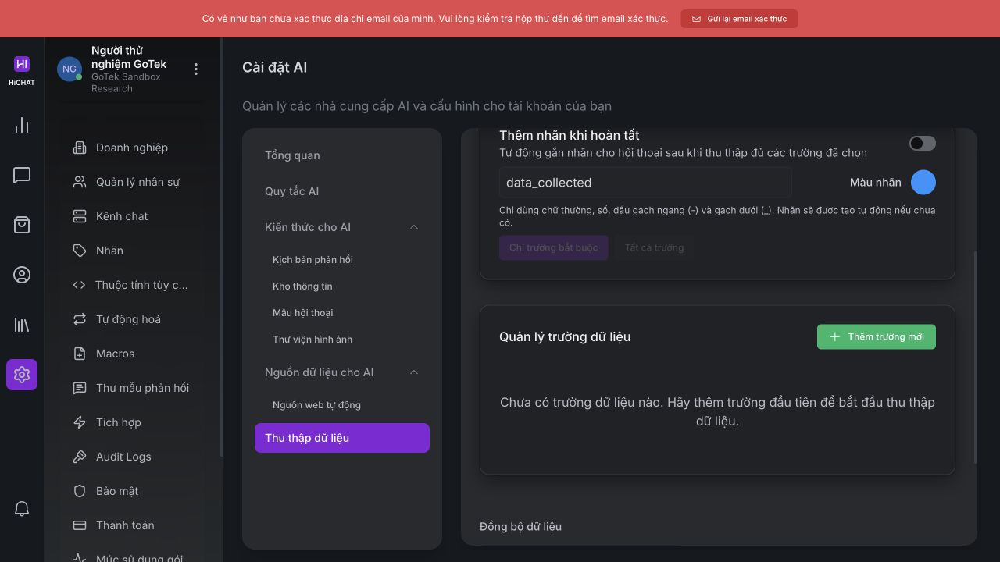 Có vẻ như bạn chưa xác thực địa chỉ email của mình. Vui lòng kiểm tra hộp thư đến để tìm email xác thực.
Gửi lại email xác thực
HI
HiCHAT
NG
Người thử
nghiệm GoTek
GoTek Sandbox
Research
Doanh nghiệp
Quản lý nhân sự
Kênh chat
Nhãn
Thuộc tính tùy c...
Tự động hoá
Macros
Thư mẫu phản hồi
Tích hợp
Audit Logs
Bảo mật
Thanh toán
Mức sử dụng gói
Cài đặt AI
Quản lý các nhà cung cấp AI và cấu hình cho tài khoản của bạn
Tổng quan
Quy tắc AI
Kiến thức cho AI
Kịch bản phản hồi
Kho thông tin
Mẫu hội thoại
Thư viện hình ảnh
Nguồn dữ liệu cho AI
Nguồn web tự động
Thu thập dữ liệu
Thêm nhãn khi hoàn tất
Tự động gắn nhãn cho hội thoại sau khi thu thập đủ các trường đã chọn
data_collected
Màu nhãn
Chỉ dùng chữ thường, số, dấu gạch ngang (-) và gạch dưới (_). Nhãn sẽ được tạo tự động nếu chưa
có.
Chỉ trường bắt buộc
Tất cả trường
Quản lý trường dữ liệu
Thêm trường mới
Chưa có trường dữ liệu nào. Hãy thêm trường đầu tiên để bắt đầu thu thập
dữ liệu.
Đồng bộ dữ liệu